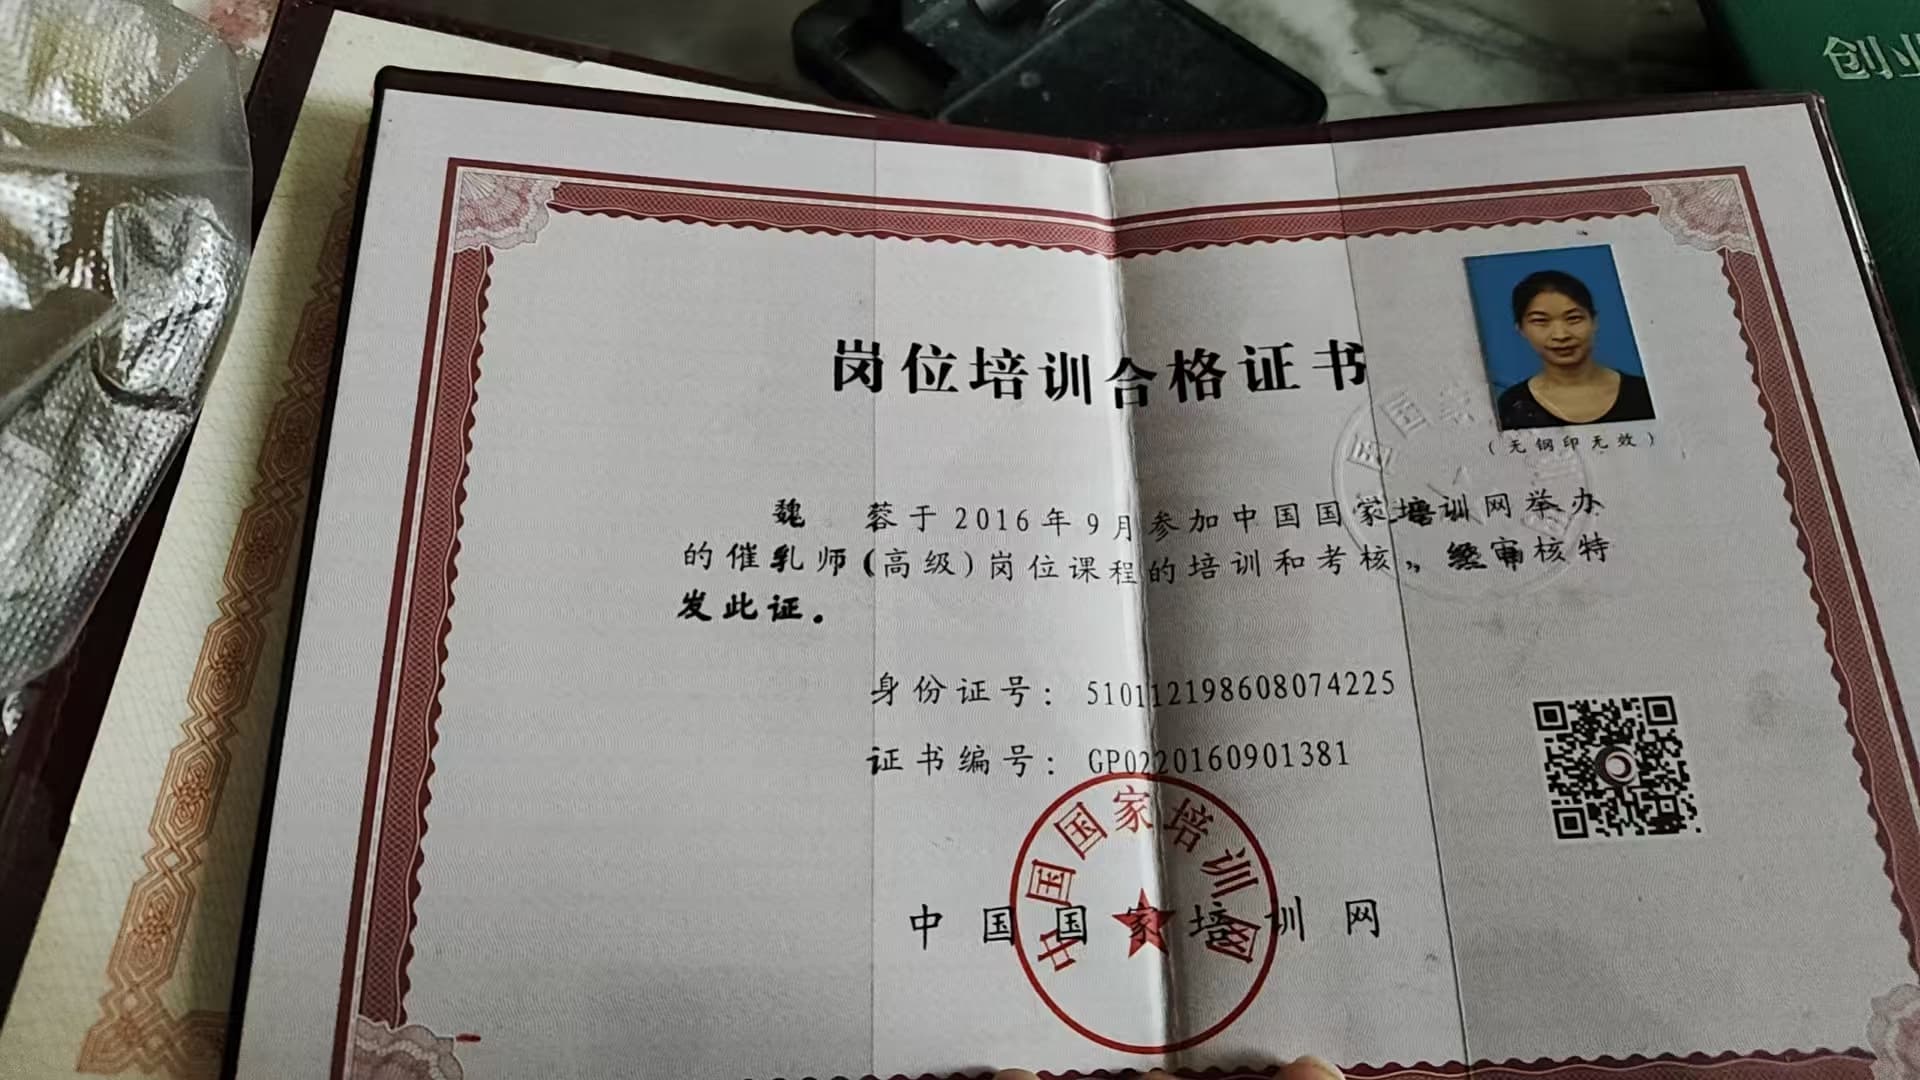 创业
岗位培训合格证书
(无钢印无效)
魏 蓉于2016年9月参加中国国家培训网举办
的催乳师(高级)岗位课程的培训和考核,经审核特
发此证。
身份证号: 510112198608074225
证书编号: GP0220160901381
中国国家培训网
中国国家培训网